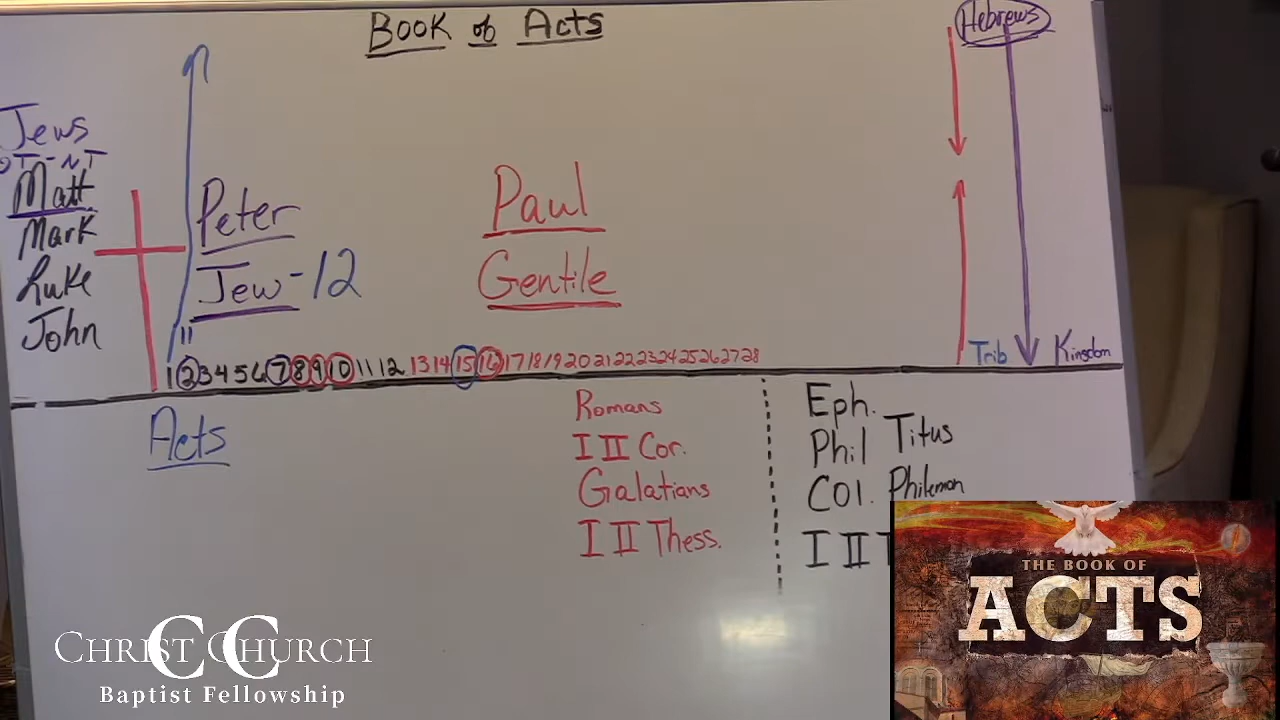 Book of Acts
Hebrews
Jews
OT-NT
Matt
Mark
Luke
John
Peter
Jew-12
Paul
Gentile
1 2 3 4 5 6 7 8 9 10 11 12 13 14 15 16 17 18 19 20 21 22 23 24 25 26 27 28
Trib
Kingdom
Acts
Romans
I II Cor.
Galatians
I II Thess.
Eph.
Phil Titus
COl. Philemon
I II T
THE BOOK OF
ACTS
CC
CHRIST CHURCH
Baptist Fellowship